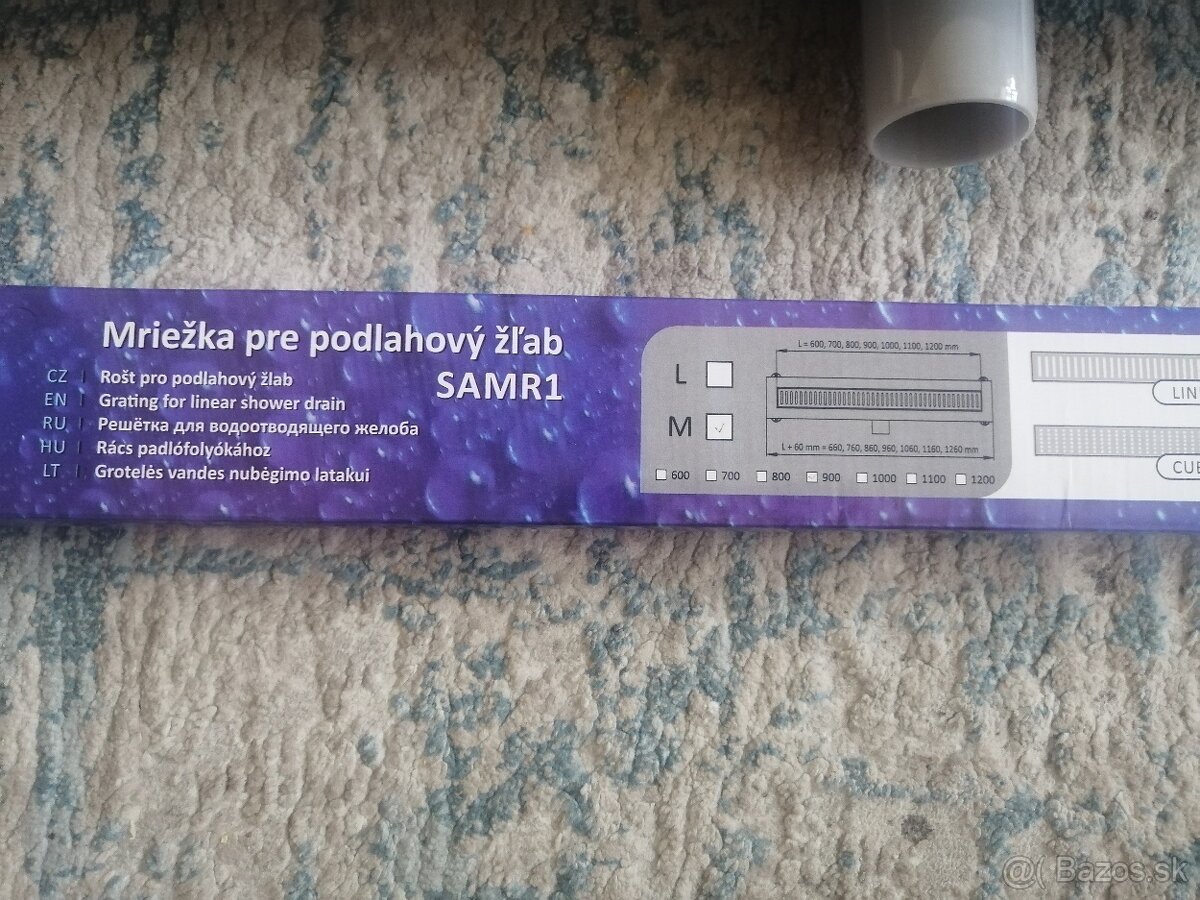 Mriežka pre podlahový žľab
SAMR1
CZ | Rošt pro podlahový žlab
EN | Grating for linear shower drain
RU | Решётка для водоотводящего желоба
HU | Rács padlófolyókához
LT | Grotelės vandes nubėgimo latakui
L
M
L = 600, 700, 800, 900, 1000, 1100, 1200 mm
L + 60 mm = 660, 760, 860, 960, 1060, 1160, 1260 mm
600 700 800 900 1000 1100 1200
LIN
CUB
@( Bazos.sk